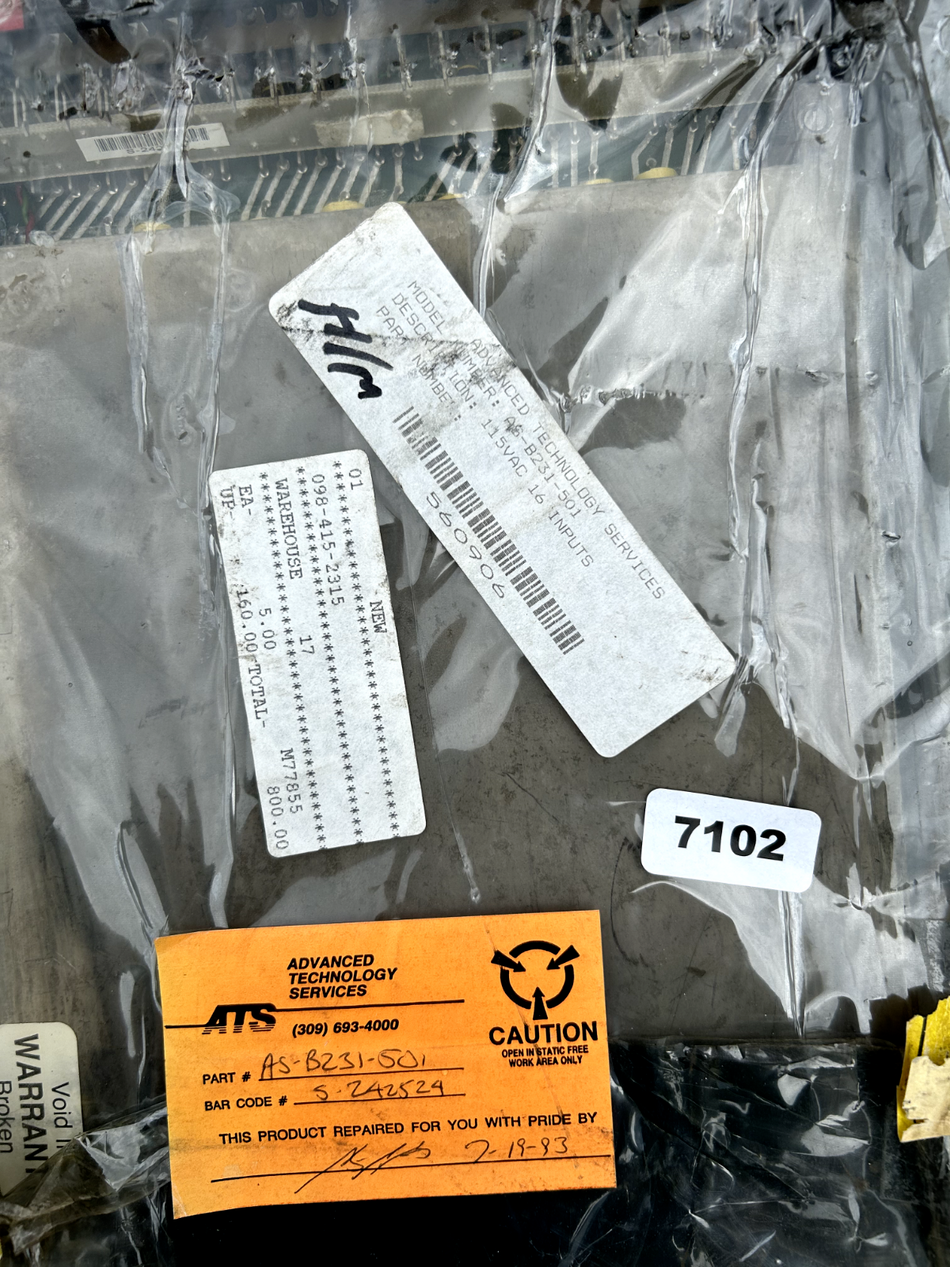 H/M
ADVANCED TECHNOLOGY SERVICES
MODEL NUMBER: AS-B231-501
DESCRIPTION: 115VAC 16 INPUTS
PART NUMBER:
560906
01 NEW
****************************
098-415-2315
****************************
WAREHOUSE 17 M77855
****************************
EA- 5.00
UP- 160.00-TOTAL- 800.00
7102
ADVANCED
TECHNOLOGY
SERVICES
ATS (309) 693-4000
CAUTION
OPEN IN STATIC FREE
WORK AREA ONLY
PART # AS-B231-501
BAR CODE # S-242524
THIS PRODUCT REPAIRED FOR YOU WITH PRIDE BY
7-19-93
WARRAN
Void I
Broken